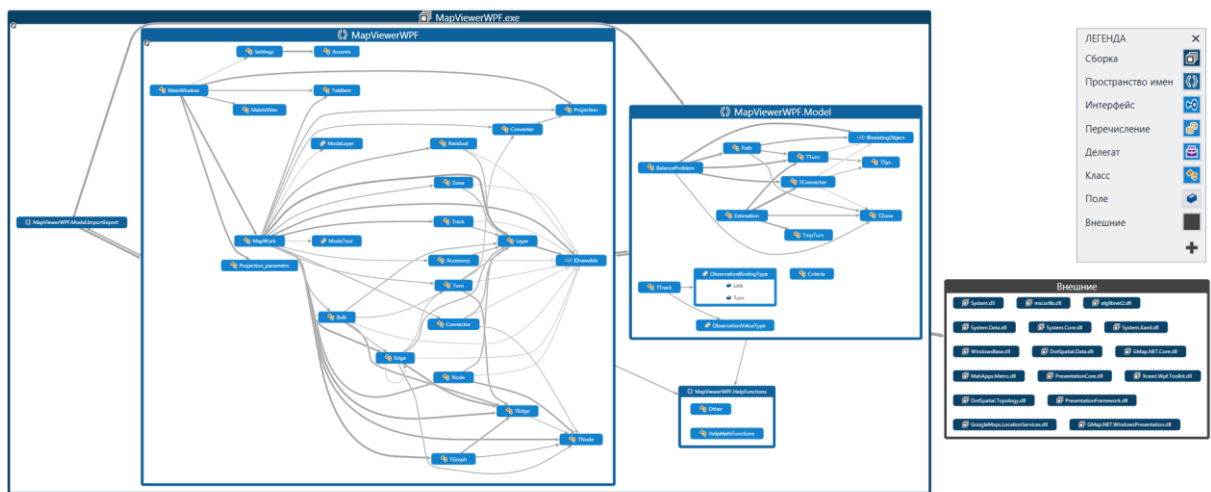 MapViewerWPF.exe
MapViewerWPF
Settings
Accents
MainWindow
TabItem
MatrixView
Projection
Converter
ModeLayer
Residual
Zone
Track
MapWork
ModeTool
Layer
Projection_parametrs
Accessory
IDrawable
Turn
Bulk
Connector
Edge
Node
TEdge
TNode
TGraph
MapViewerWPF.Model.ImportExport
MapViewerWPF.Model
IExistingObject
Path
TTurn
TSys
BalanceProblem
TConnector
Estimation
TZone
TmpTurn
ObservationBindingType
Criteria
Link
TTrack
Turn
ObservationValueType
MapViewerWPF.HelpFunctions
Other
HelpMathFunctions
ЛЕГЕНДА
Сборка
Пространство имен
Интерфейс
Перечисление
Делегат
Класс
Поле
Внешние
Внешние
System.dll
mscorlib.dll
alglibnet2.dll
System.Data.dll
System.Core.dll
System.Xaml.dll
WindowsBase.dll
DotSpatial.Data.dll
GMap.NET.Core.dll
MahApps.Metro.dll
PresentationCore.dll
Xceed.Wpf.Toolkit.dll
DotSpatial.Topology.dll
PresentationFramework.dll
GoogleMaps.LocationServices.dll
GMap.NET.WindowsPresentation.dll